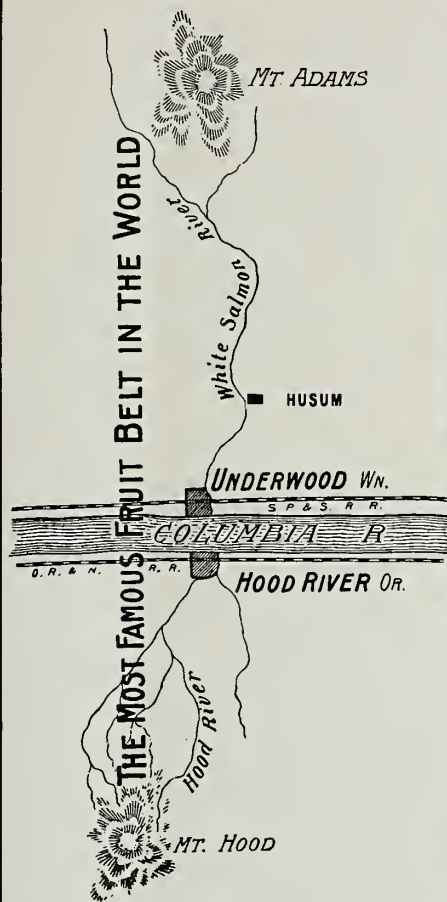 MT ADAMS
THE MOST FAMOUS FRUIT BELT IN THE WORLD
River
White Salmon
HUSUM
UNDERWOOD WN.
S P & S. R R.
COLUMBIA R
O. R. & N. R. R.
HOOD RIVER OR.
Hood River
MT. HOOD